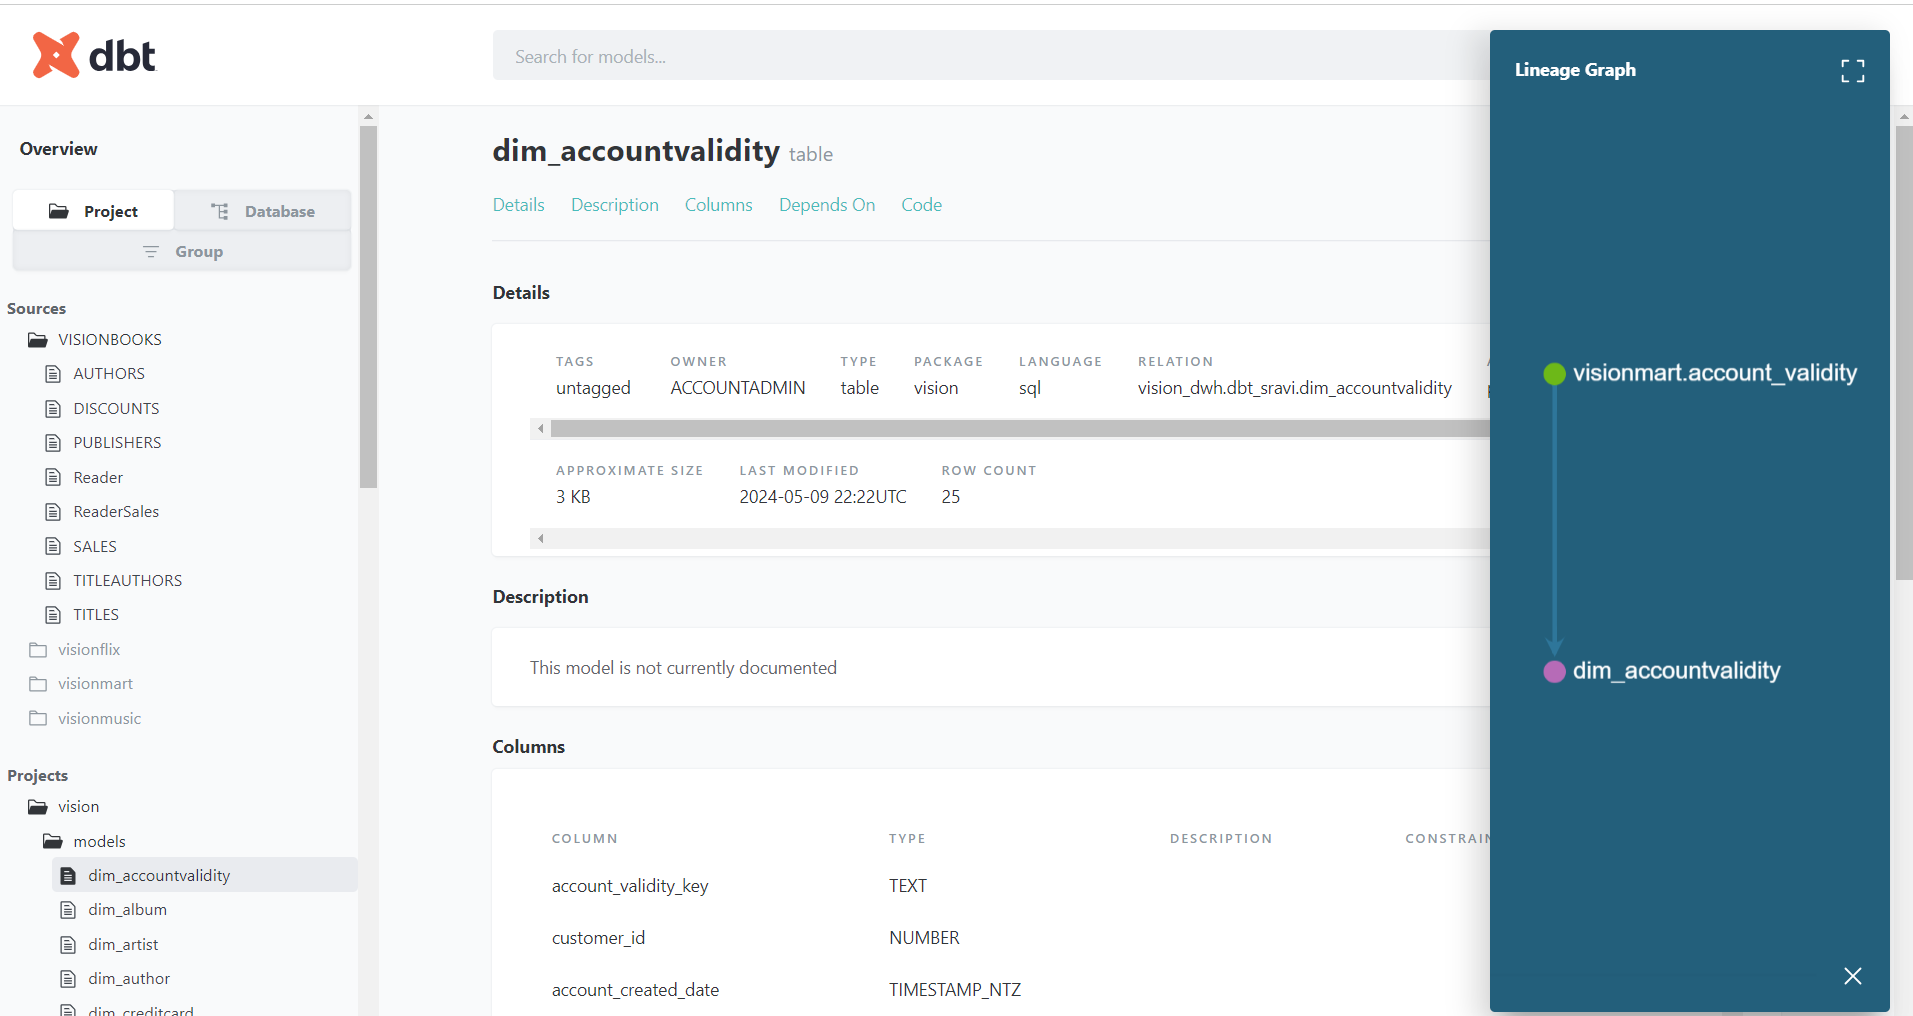 dbt
Search for models...
Overview
Project
Database
Group
Sources
VISIONBOOKS
AUTHORS
DISCOUNTS
PUBLISHERS
Reader
ReaderSales
SALES
TITLEAUTHORS
TITLES
visionflix
visionmart
visionmusic
Projects
vision
models
dim_accountvalidity
dim_album
dim_artist
dim_author
dim_creditcard
dim_accountvalidity table
Details Description Columns Depends On Code
Details
TAGS OWNER TYPE PACKAGE LANGUAGE RELATION
untagged ACCOUNTADMIN table vision sql vision_dwh.dbt_sravi.dim_accountvalidity
APPROXIMATE SIZE LAST MODIFIED ROW COUNT
3 KB 2024-05-09 22:22UTC 25
Description
This model is not currently documented
Columns
COLUMN TYPE DESCRIPTION CONSTRAIN
account_validity_key TEXT
customer_id NUMBER
account_created_date TIMESTAMP_NTZ
Lineage Graph
visionmart.account_validity
dim_accountvalidity